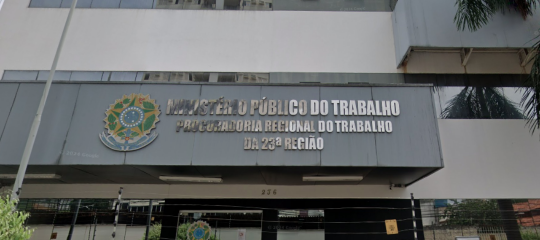 MINISTÉRIO PÚBLICO DO TRABALHO
PROCURADORIA REGIONAL DO TRABALHO
DA 23ª REGIÃO